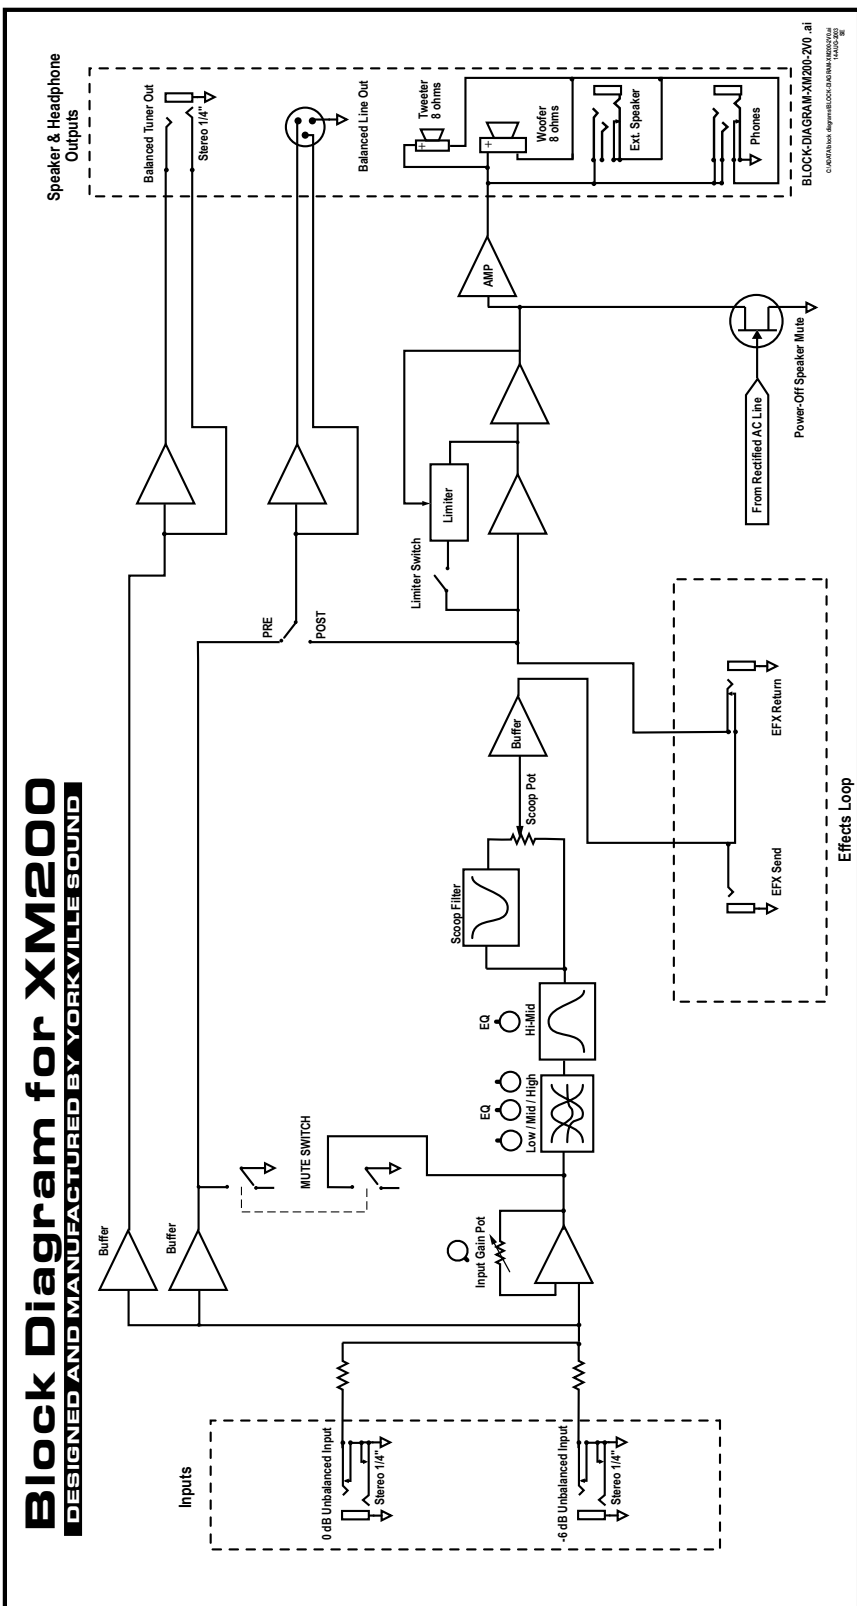 Block Diagram for XM200
DESIGNED AND MANUFACTURED BY YORKVILLE SOUND
Inputs
0 dB Unbalanced Input
Stereo 1/4"
-6 dB Unbalanced Input
Stereo 1/4"
Buffer
Buffer
MUTE SWITCH
Input Gain Pot
EQ
Low / Mid / High
EQ
Hi-Mid
Scoop Filter
Scoop Pot
Buffer
EFX Send
EFX Return
Effects Loop
PRE
POST
Limiter Switch
Limiter
AMP
From Rectified AC Line
Power-Off Speaker Mute
Speaker & Headphone
Outputs
Balanced Tuner Out
Stereo 1/4"
Balanced Line Out
Tweeter
8 ohms
+
Woofer
8 ohms
+
Ext. Speaker
Phones
BLOCK-DIAGRAM-XM200-2V0 .ai